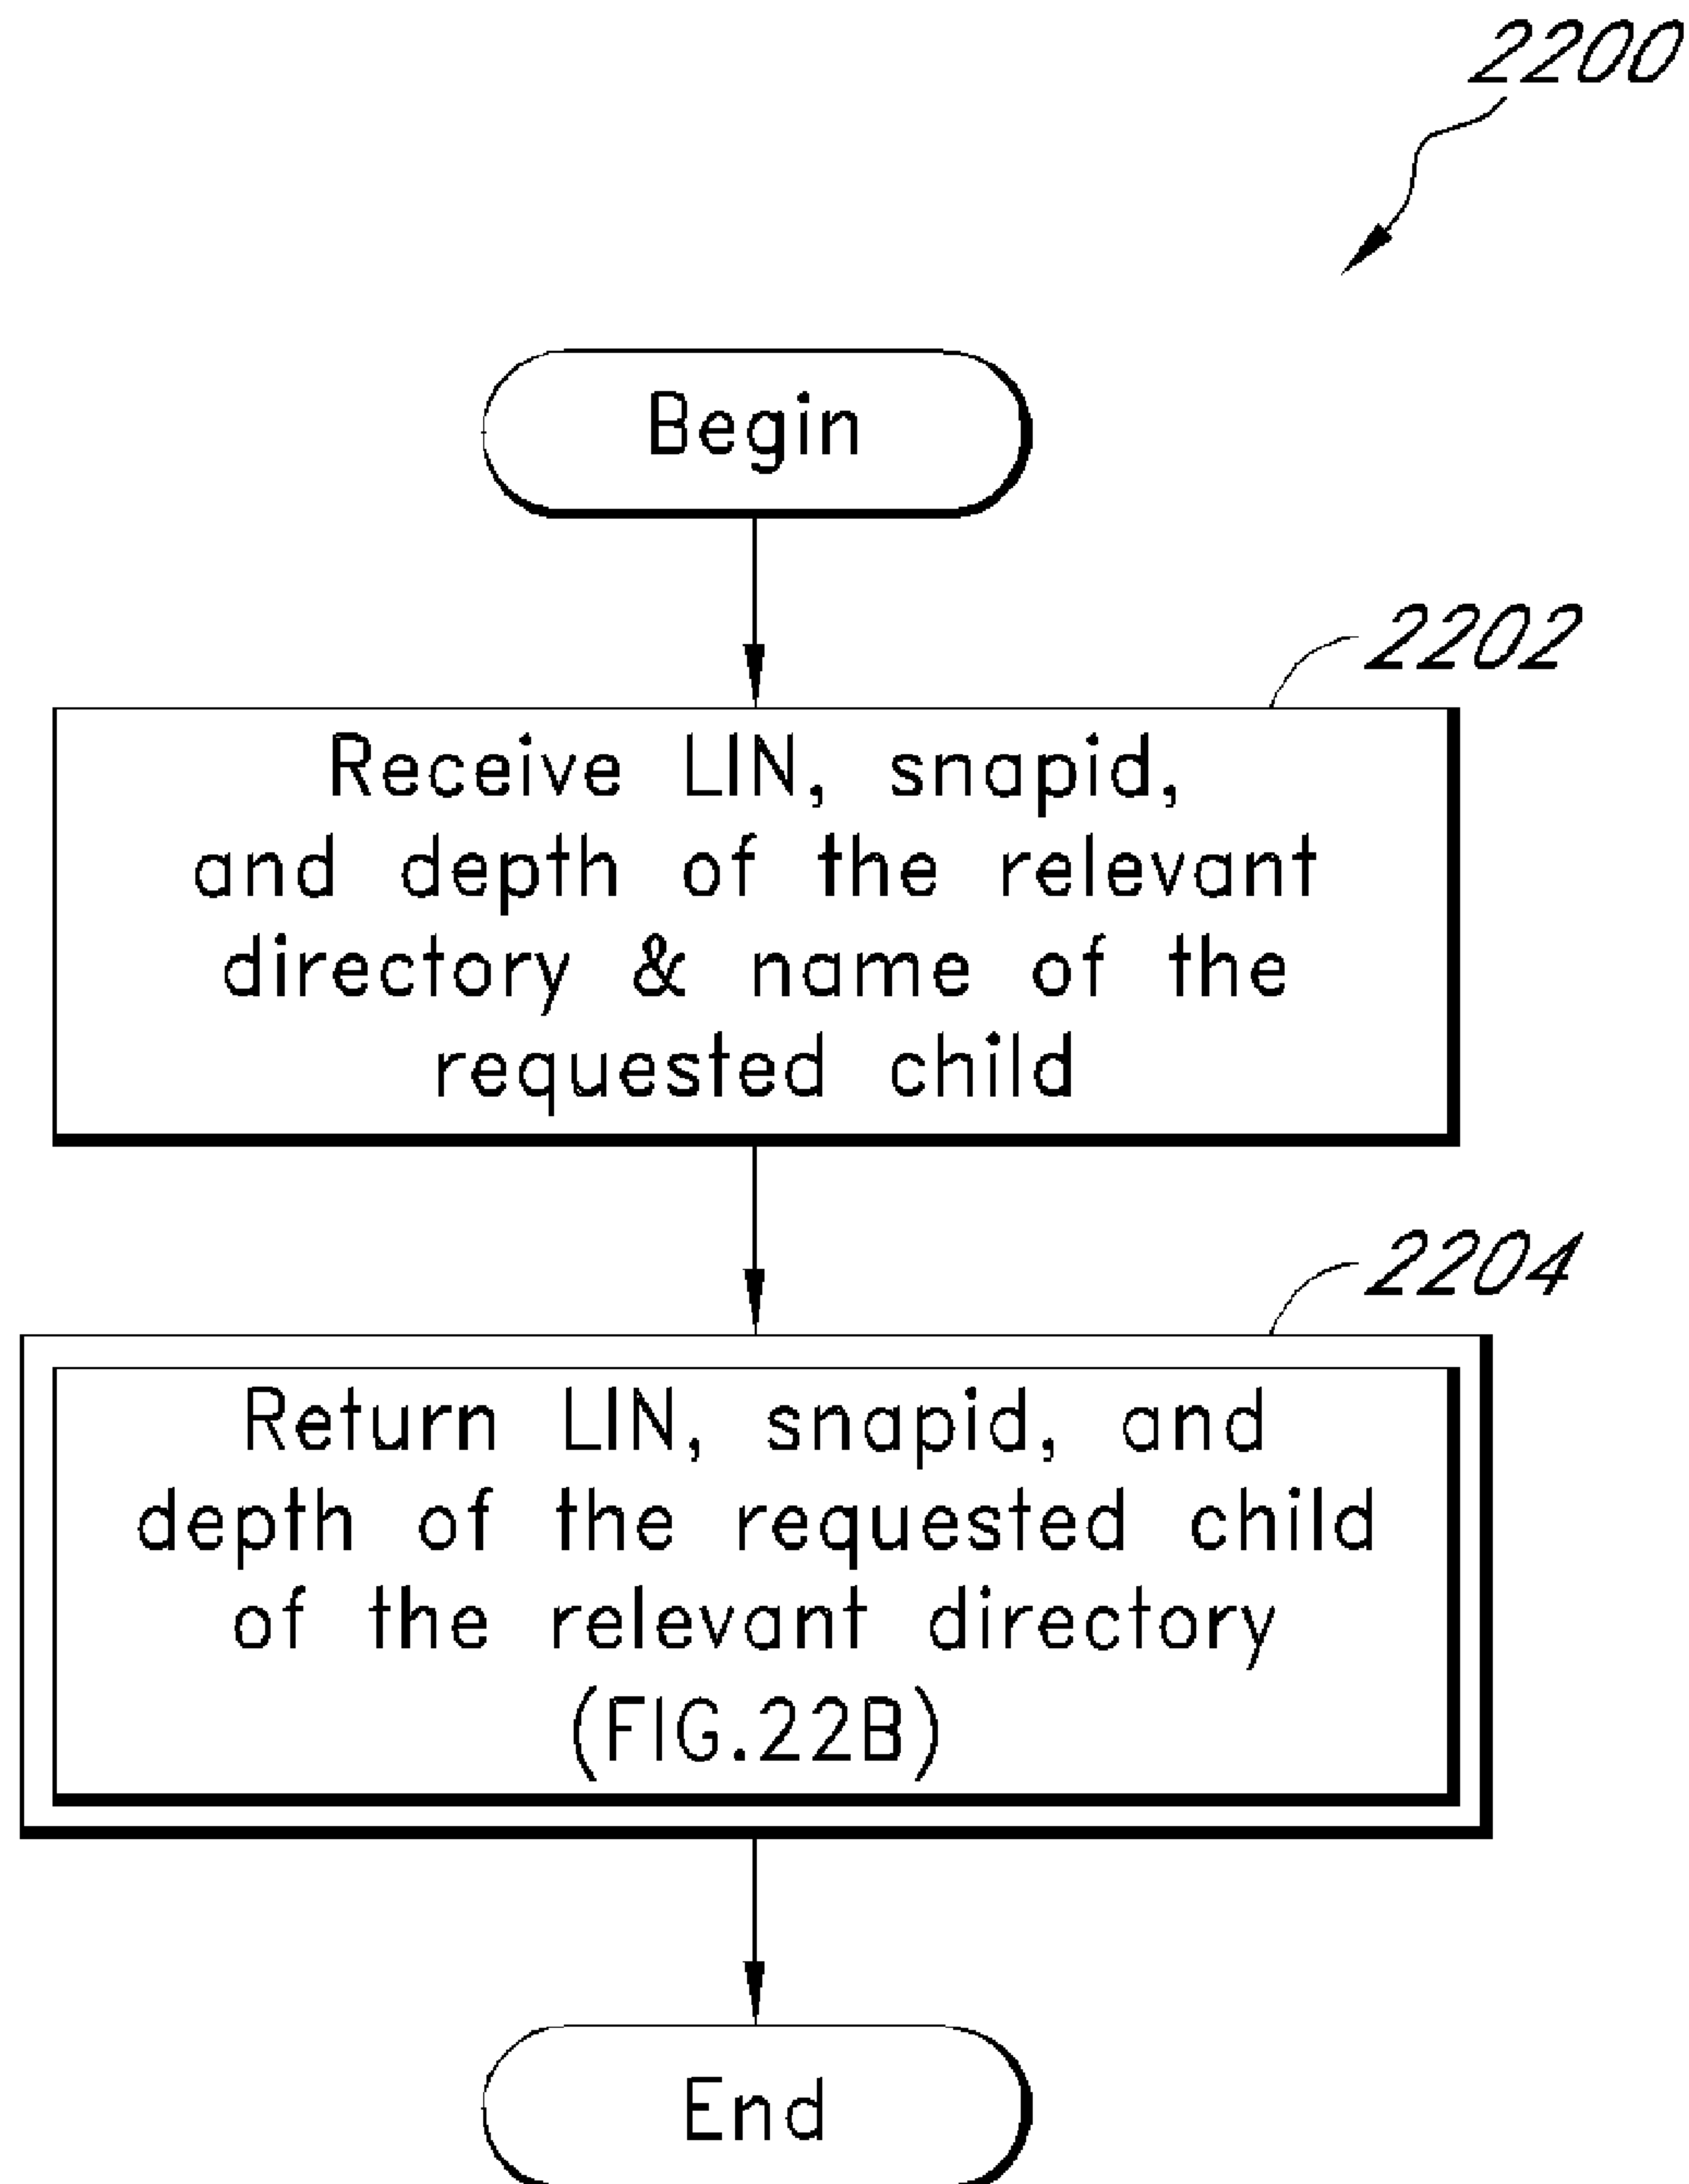 2200
Begin
2202
Receive LIN, snapid,
and depth of the relevant
directory & name of the
requested child
2204
Return LIN, snapid, and
depth of the requested child
of the relevant directory
(FIG.22B)
End